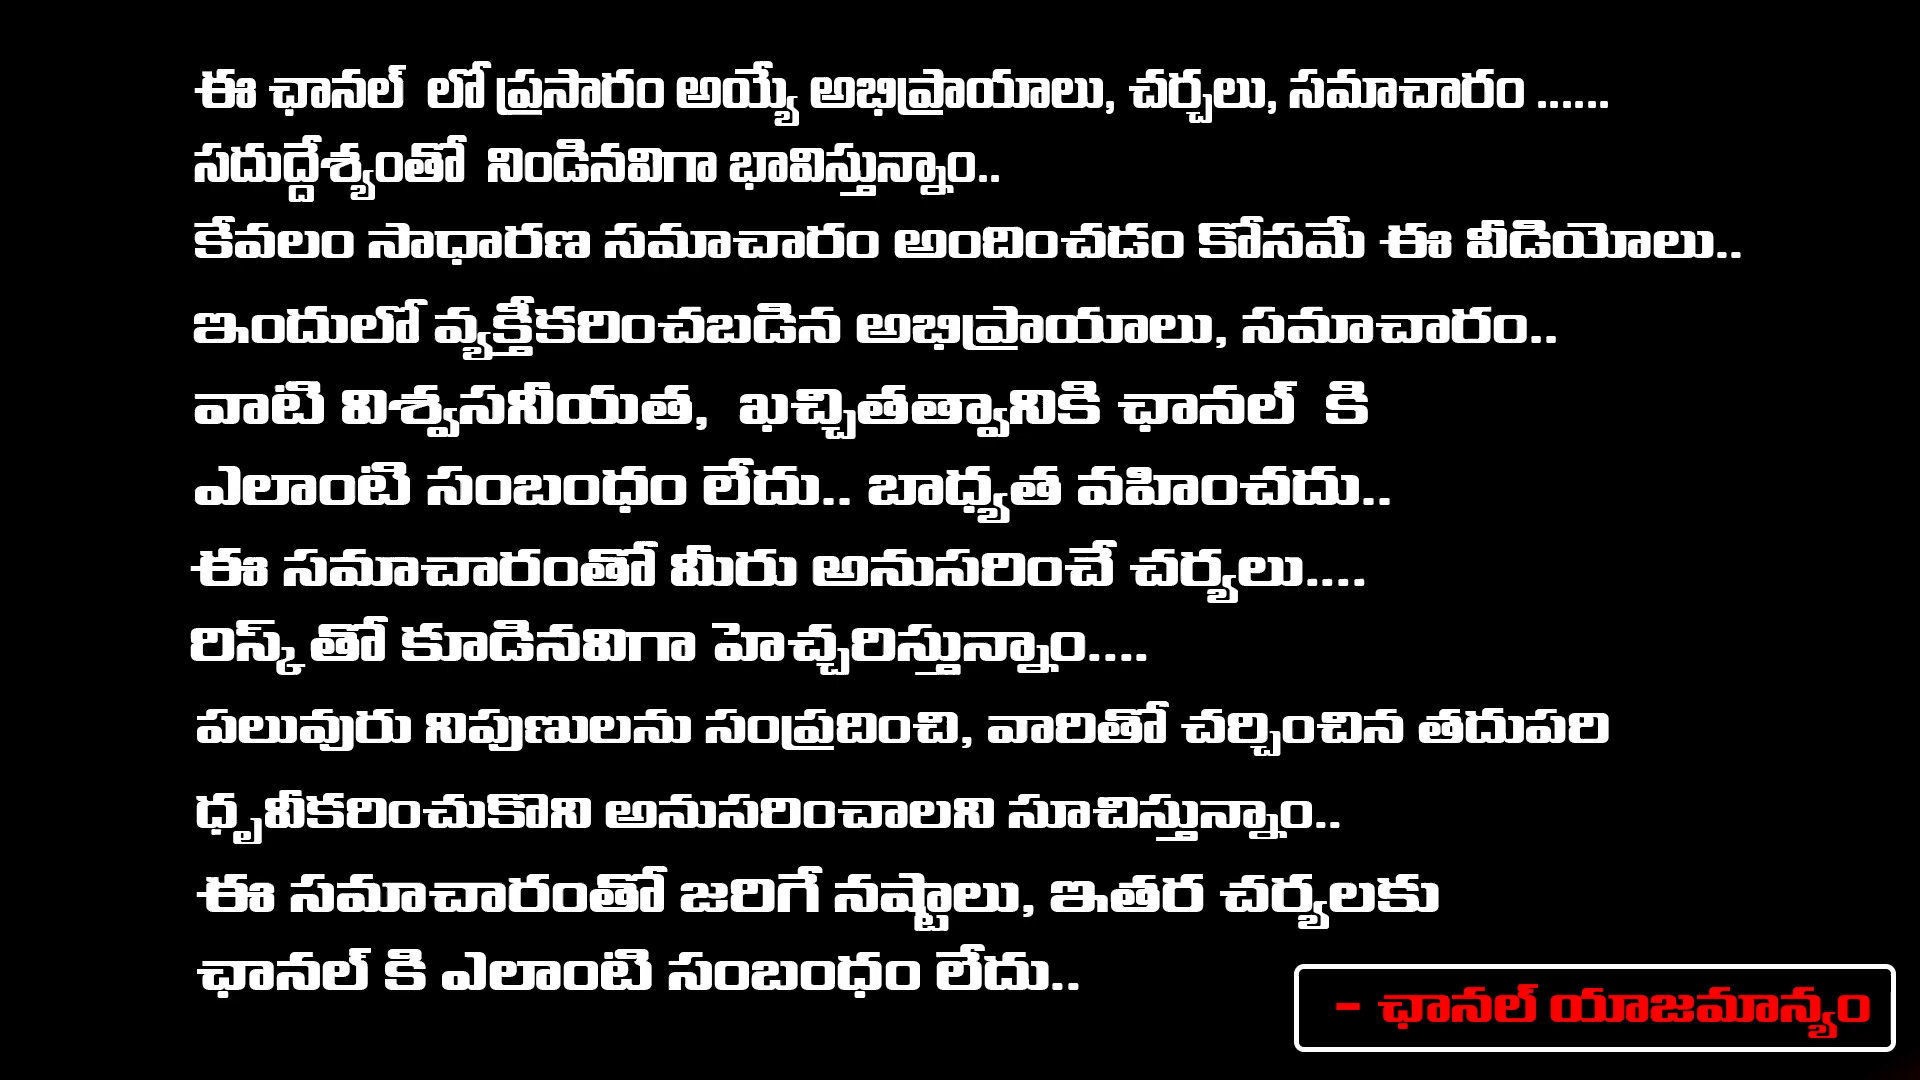 ఈ ఛానల్ లో ప్రసారం అయ్యే అభిప్రాయాలు, చర్చలు, సమాచారం ......
సదుద్దేశ్యంతో నిండినవిగా భావిస్తున్నాం..
కేవలం సాధారణ సమాచారం అందించడం కోసమే ఈ వీడియోలు..
ఇందులో వ్యక్తీకరించబడిన అభిప్రాయాలు, సమాచారం..
వాటి విశ్వసనీయత, ఖచ్చితత్వానికి ఛానల్ కి
ఎలాంటి సంబంధం లేదు.. బాధ్యత వహించదు..
ఈ సమాచారంతో మీరు అనుసరించే చర్యలు....
రిస్క్ తో కూడినవిగా హెచ్చరిస్తున్నాం....
పలువురు నిపుణులను సంప్రదించి, వారితో చర్చించిన తదుపరి
ధృవీకరించుకొని అనుసరించాలని సూచిస్తున్నాం..
ఈ సమాచారంతో జరిగే నష్టాలు, ఇతర చర్యలకు
ఛానల్ కి ఎలాంటి సంబంధం లేదు..
- ఛానల్ యాజమాన్యం